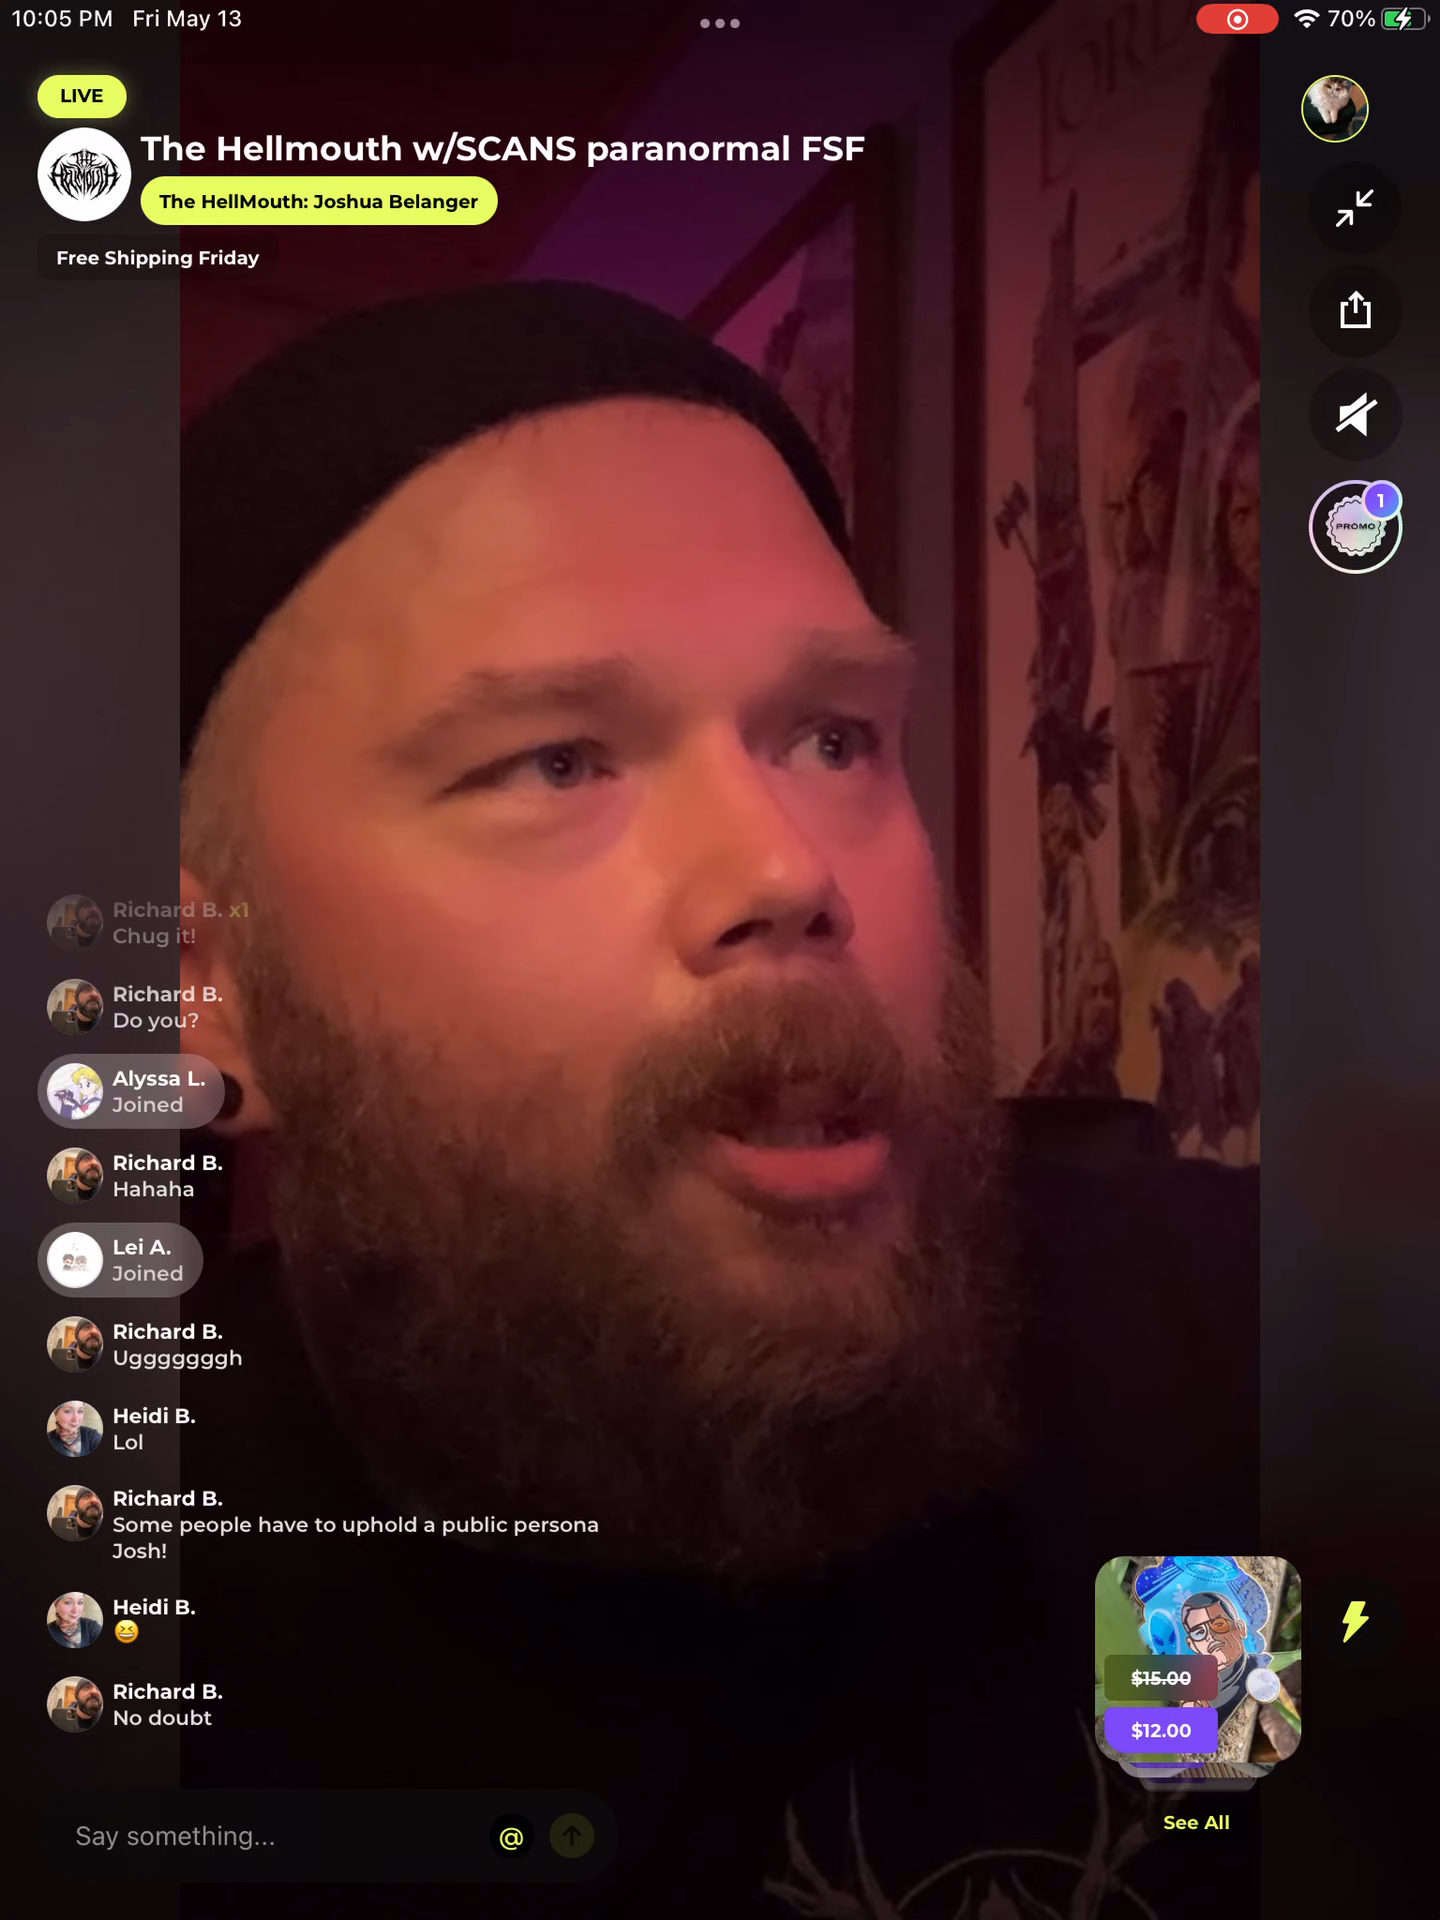 10:05 PM Fri May 13
70%
LIVE
The Hellmouth w/SCANS paranormal FSF
THE
HELLMOUTH
The HellMouth: Joshua Belanger
Free Shipping Friday
PROMO
1
Richard B. x1
Chug it!
Richard B.
Do you?
Alyssa L.
Joined
Richard B.
Hahaha
Lei A.
Joined
Richard B.
Ugggggggh
Heidi B.
Lol
Richard B.
Some people have to uphold a public persona
Josh!
Heidi B.
😆
Richard B.
No doubt
$15.00
$12.00
See All
Say something...
@